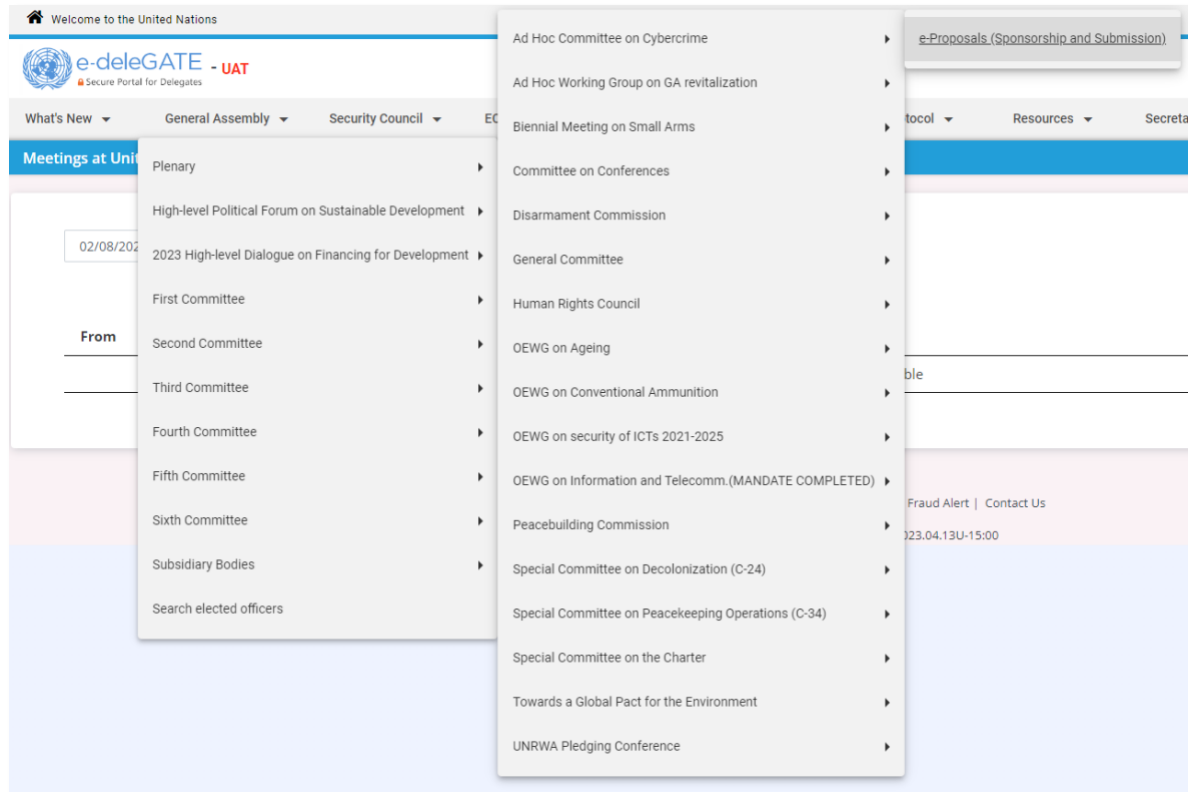 Welcome to the United Nations
e-deleGATE - UAT
Secure Portal for Delegates
What's New
General Assembly
Security Council
Resources
Meetings at
02/08/
From
Plenary
High-level Political Forum on Sustainable Development
2023 High-level Dialogue on Financing for Development
First Committee
Second Committee
Third Committee
Fourth Committee
Fifth Committee
Sixth Committee
Subsidiary Bodies
Search elected officers
Ad Hoc Committee on Cybercrime
Ad Hoc Working Group on GA revitalization
Biennial Meeting on Small Arms
Committee on Conferences
Disarmament Commission
General Committee
Human Rights Council
OEWG on Ageing
OEWG on Conventional Ammunition
OEWG on security of ICTs 2021-2025
OEWG on Information and Telecomm.(MANDATE COMPLETED)
Peacebuilding Commission
Special Committee on Decolonization (C-24)
Special Committee on Peacekeeping Operations (C-34)
Special Committee on the Charter
Towards a Global Pact for the Environment
UNRWA Pledging Conference
e-Proposals (Sponsorship and Submission)
Fraud Alert | Contact Us
023.04.13U-15:00